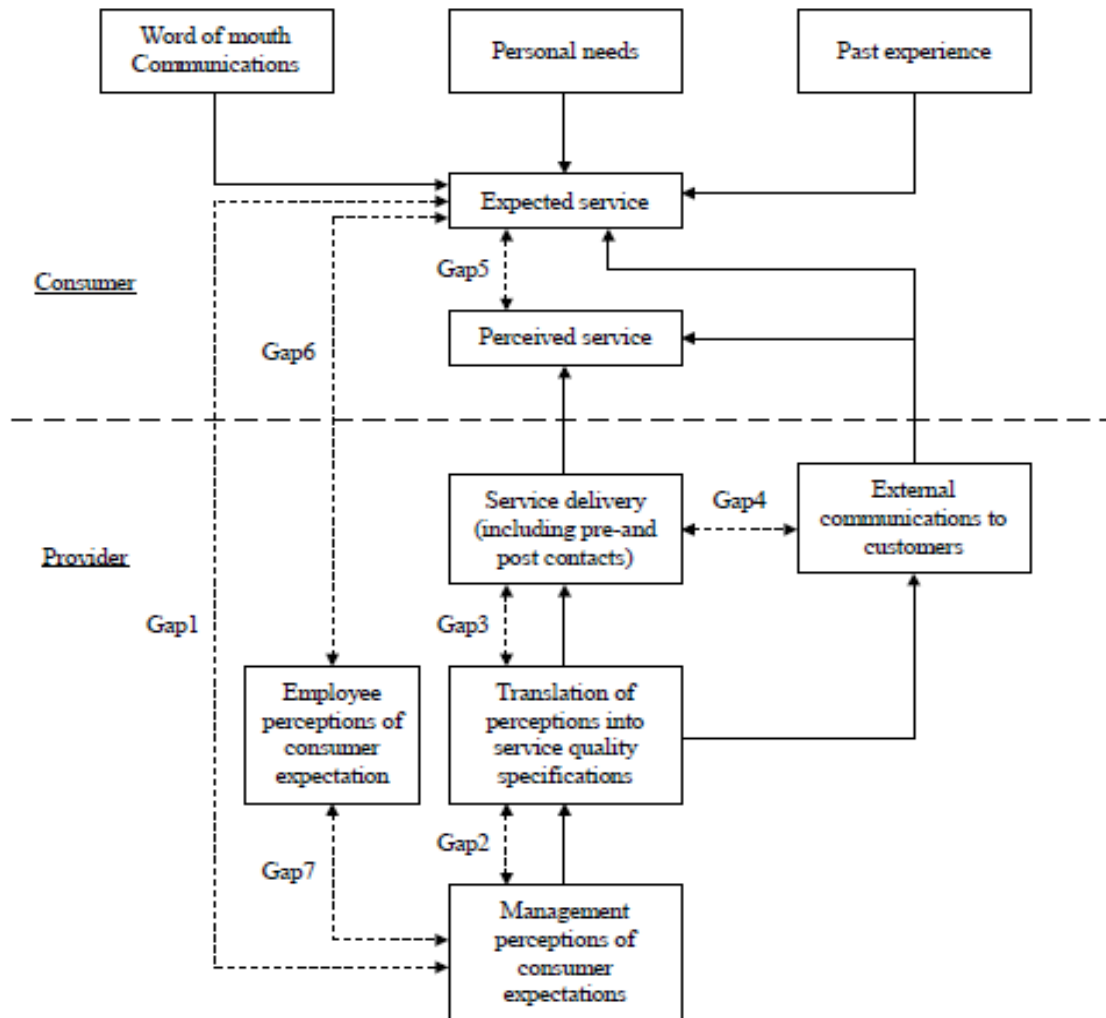 Word of mouth
Communications
Personal needs
Past experience
Expected service
Gap5
Consumer
Perceived service
Gap6
Service delivery
(including pre-and
post contacts)
Gap4
External
communications to
customers
Provider
Gap1
Gap3
Employee
perceptions of
consumer
expectation
Translation of
perceptions into
service quality
specifications
Gap2
Gap7
Management
perceptions of
consumer
expectations